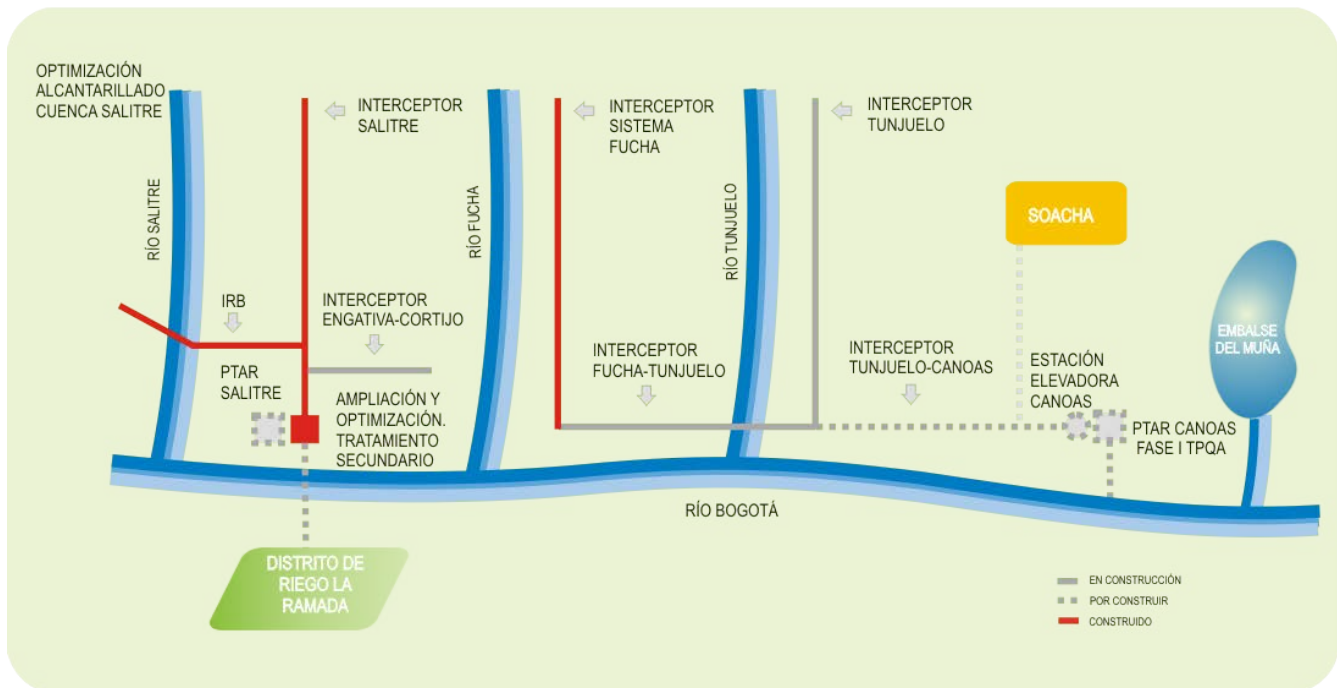 OPTIMIZACIÓN
ALCANTARILLADO
CUENCA SALITRE
RÍO SALITRE
INTERCEPTOR
SALITRE
RÍO FUCHA
INTERCEPTOR
SISTEMA
FUCHA
RÍO TUNJUELO
INTERCEPTOR
TUNJUELO
SOACHA
EMBALSE
DEL MUÑA
IRB
INTERCEPTOR
ENGATIVA-CORTIJO
PTAR
SALITRE
AMPLIACIÓN Y
OPTIMIZACIÓN.
TRATAMIENTO
SECUNDARIO
INTERCEPTOR
FUCHA-TUNJUELO
INTERCEPTOR
TUNJUELO-CANOAS
ESTACIÓN
ELEVADORA
CANOAS
PTAR CANOAS
FASE I TPQA
RÍO BOGOTÁ
DISTRITO DE
RIEGO LA
RAMADA
EN CONSTRUCCIÓN
POR CONSTRUIR
CONSTRUIDO